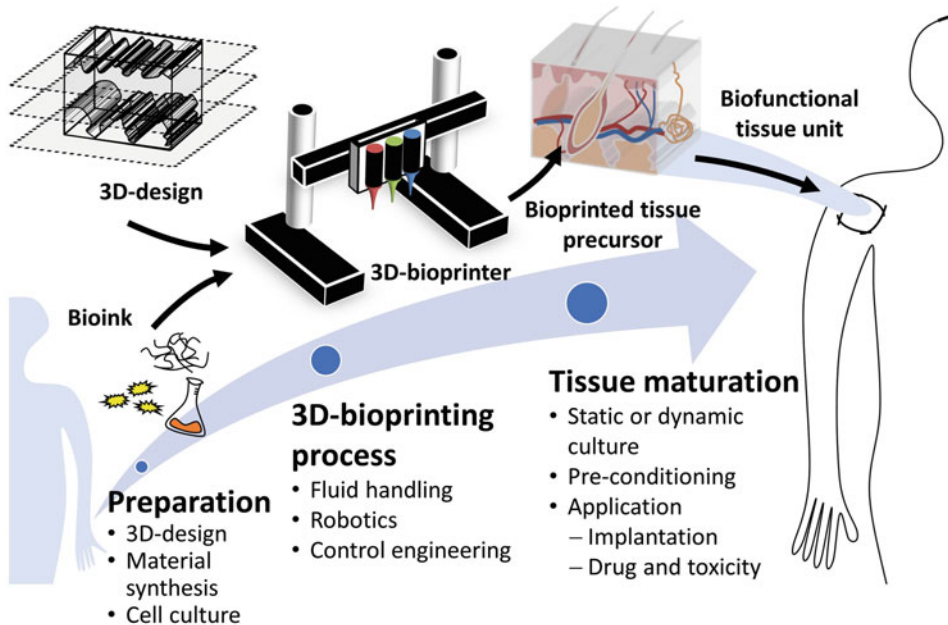 3D-design
Bioink
3D-bioprinter
Bioprinted tissue
precursor
Biofunctional
tissue unit
Preparation
• 3D-design
• Material
synthesis
• Cell culture
3D-bioprinting
process
• Fluid handling
• Robotics
• Control engineering
Tissue maturation
• Static or dynamic
culture
• Pre-conditioning
• Application
– Implantation
– Drug and toxicity